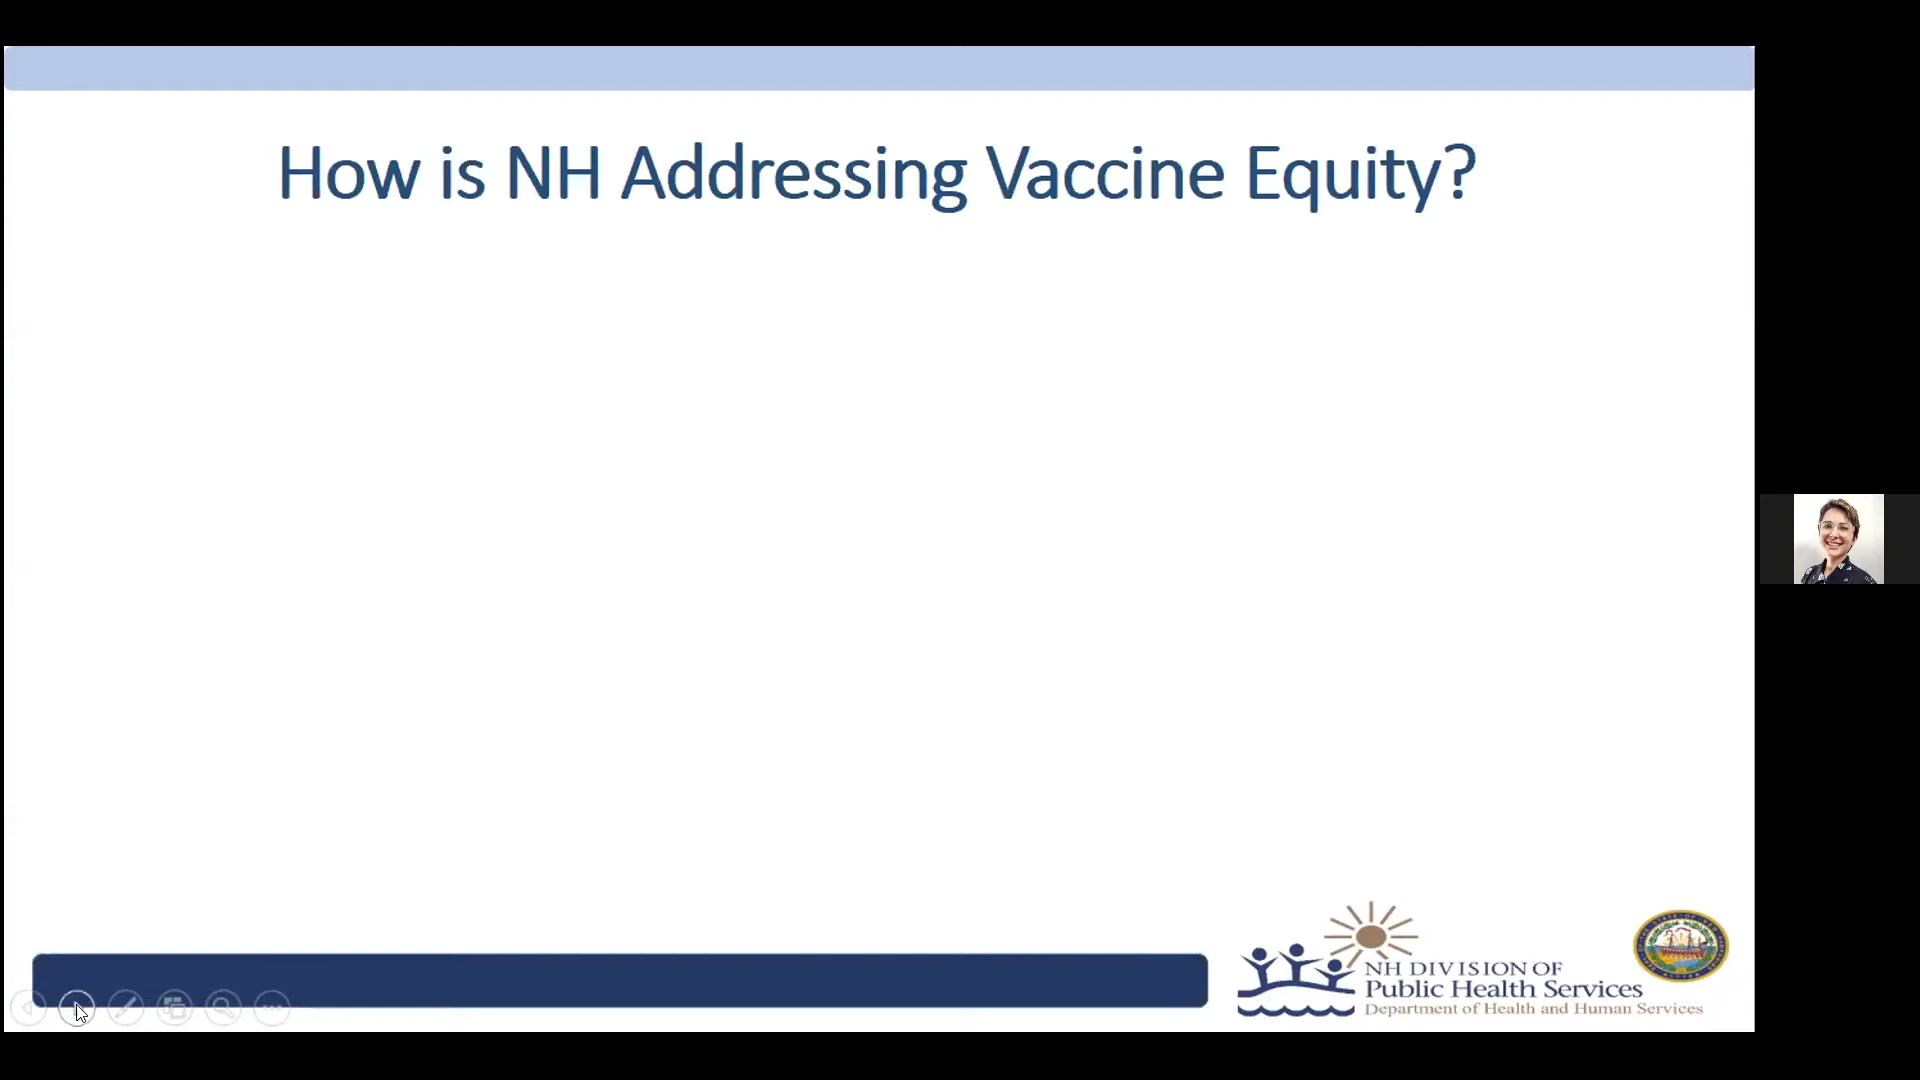 How is NH Addressing Vaccine Equity?
NH DIVISION OF
Public Health Services
Department of Health and Human Services